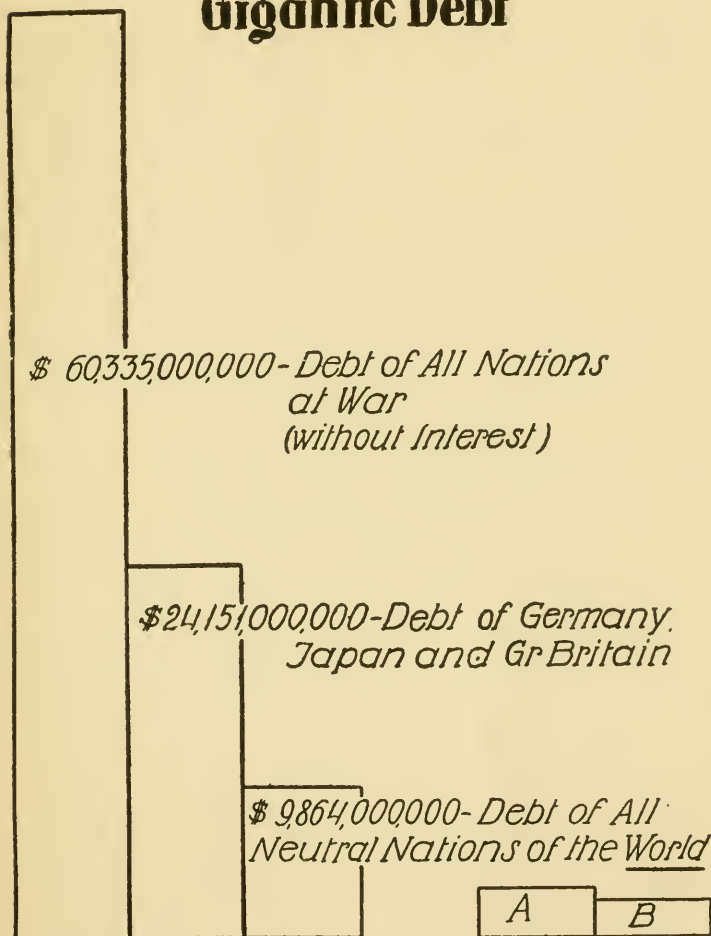 Gigantic Debt
$ 60,335,000,000 - Debt of All Nations
at War
(without Interest)
$24,151,000,000 - Debt of Germany,
Japan and Gr Britain
$ 9,864,000,000 - Debt of All
Neutral Nations of the World
A
B